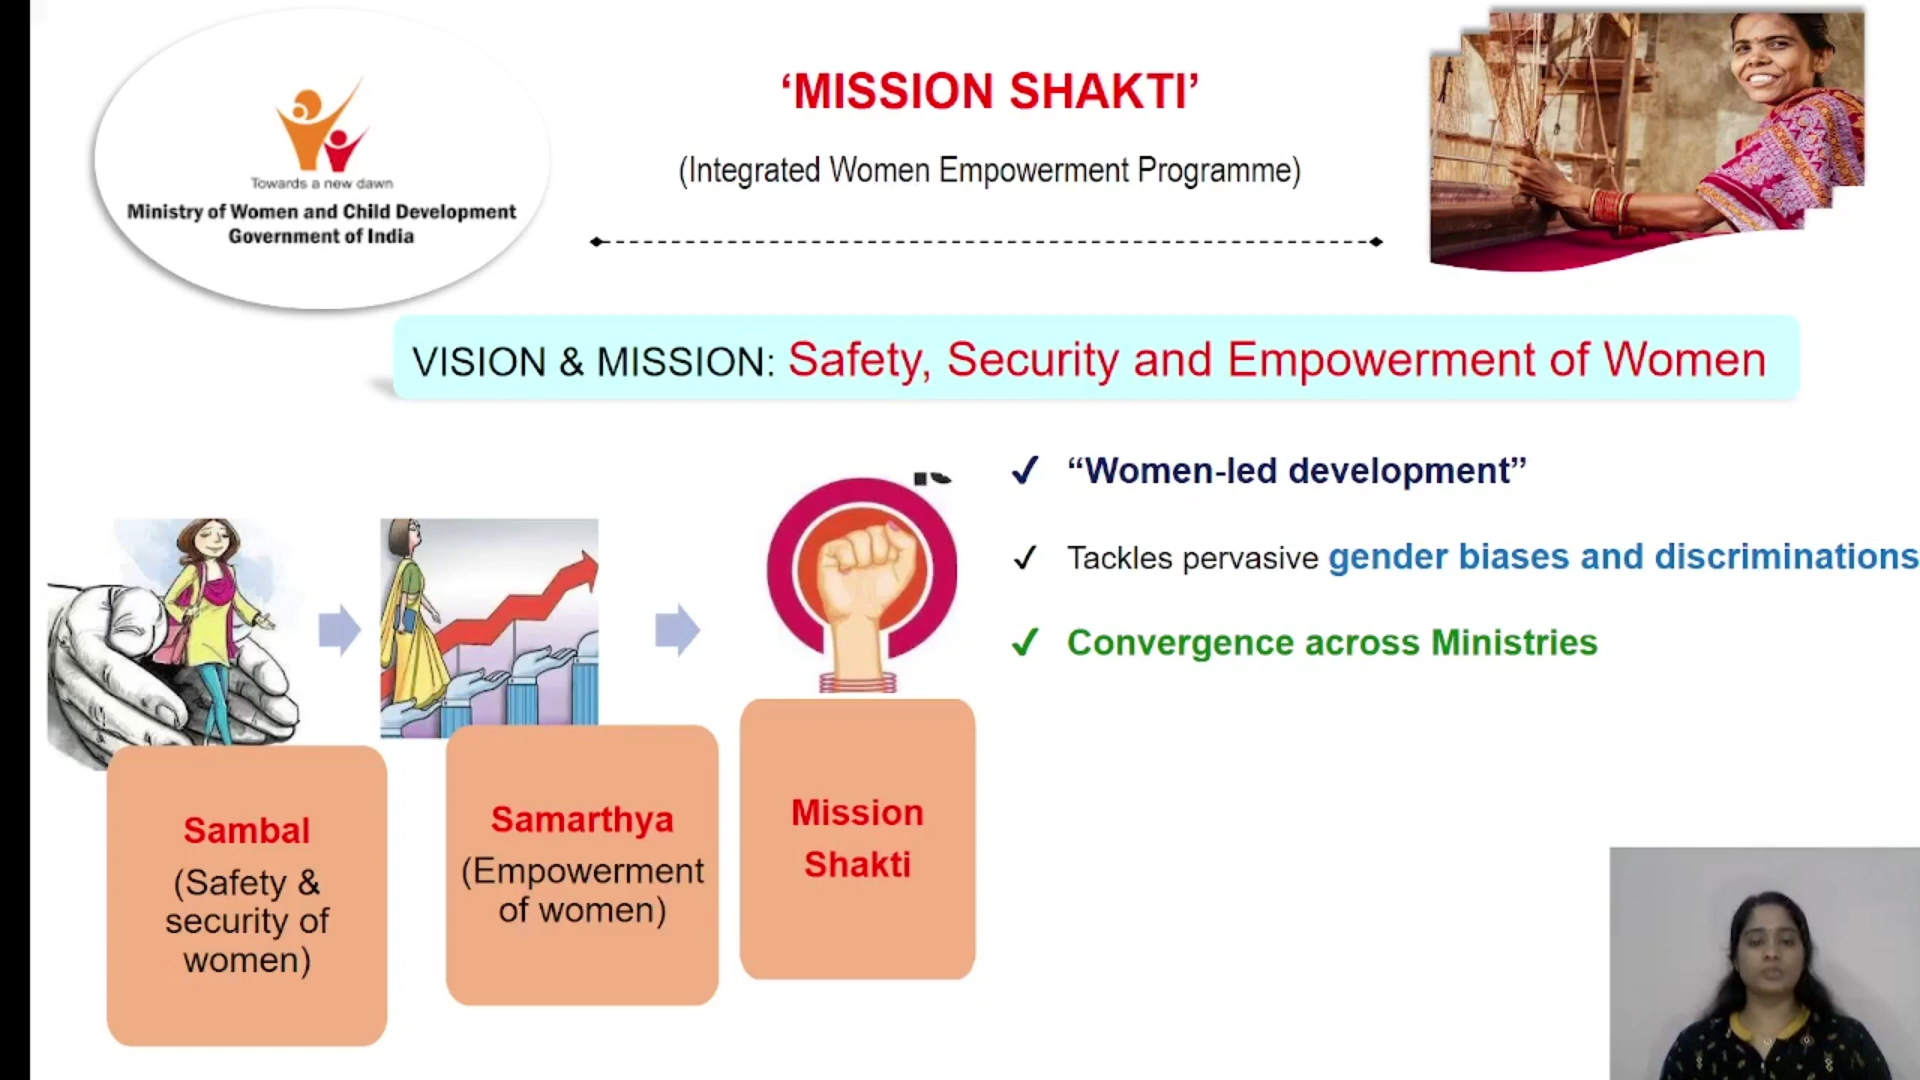 Towards a new dawn
Ministry of Women and Child Development
Government of India
‘MISSION SHAKTI’
(Integrated Women Empowerment Programme)
VISION & MISSION: Safety, Security and Empowerment of Women
✓ “Women-led development”
✓ Tackles pervasive gender biases and discriminations
✓ Convergence across Ministries
Sambal
(Safety &
security of
women)
Samarthya
(Empowerment
of women)
Mission
Shakti